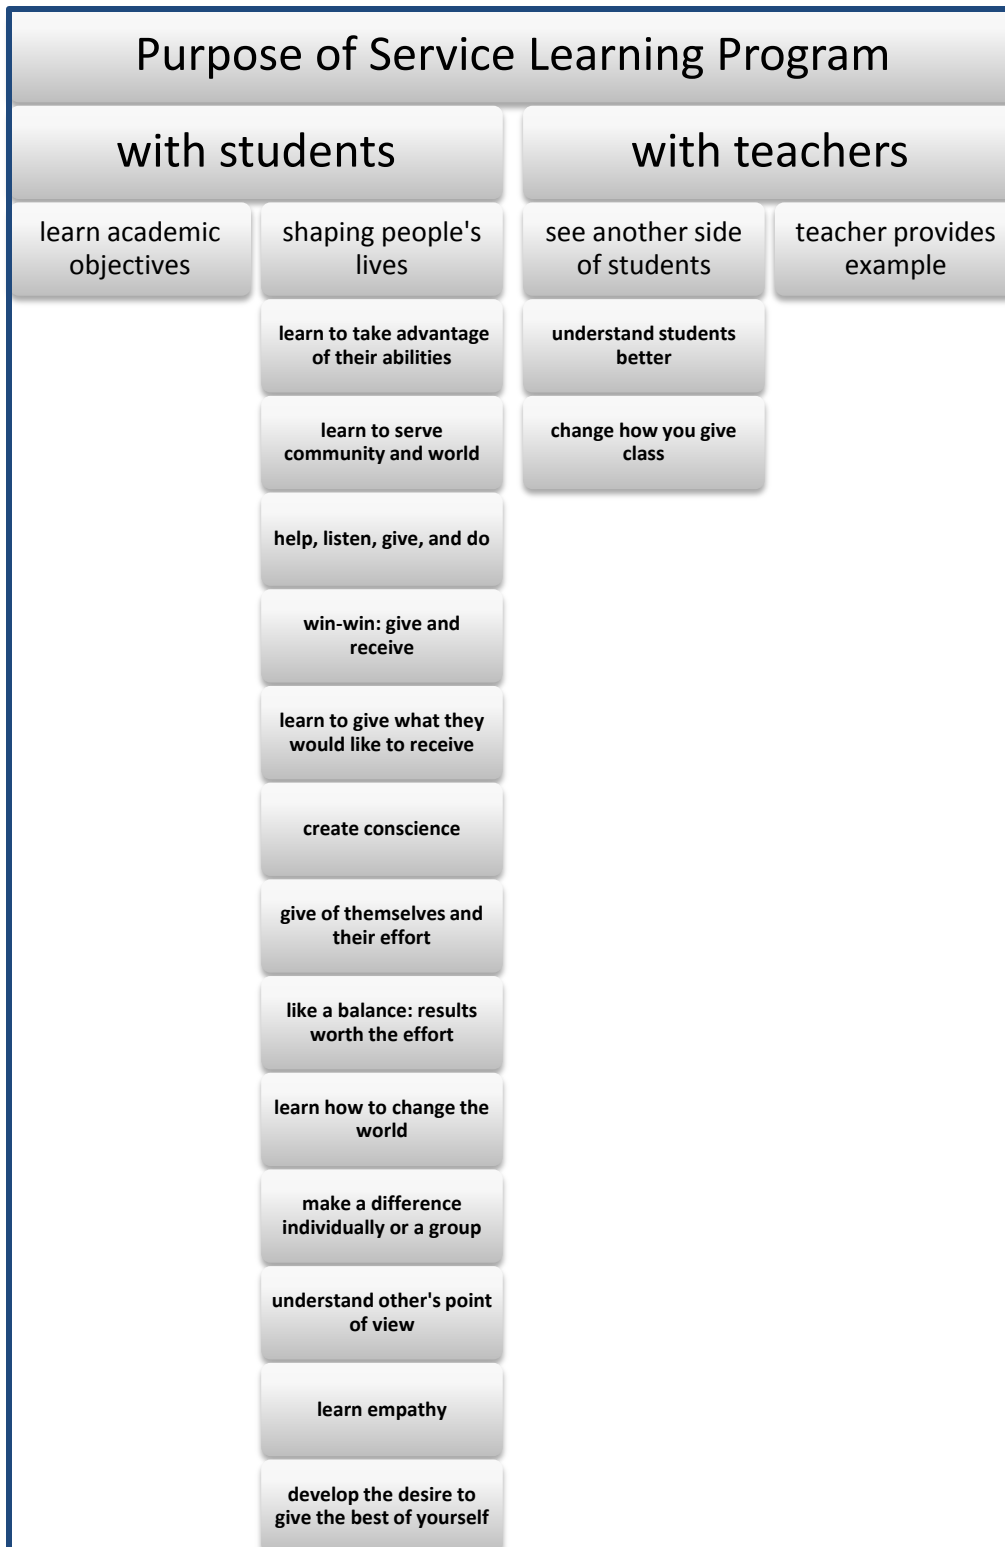 Purpose of Service Learning Program
with students
with teachers
learn academic
objectives
shaping people's
lives
see another side
of students
teacher provides
example
learn to take advantage
of their abilities
understand students
better
learn to serve
community and world
change how you give
class
help, listen, give, and do
win-win: give and
receive
learn to give what they
would like to receive
create conscience
give of themselves and
their effort
like a balance: results
worth the effort
learn how to change the
world
make a difference
individually or a group
understand other's point
of view
learn empathy
develop the desire to
give the best of yourself